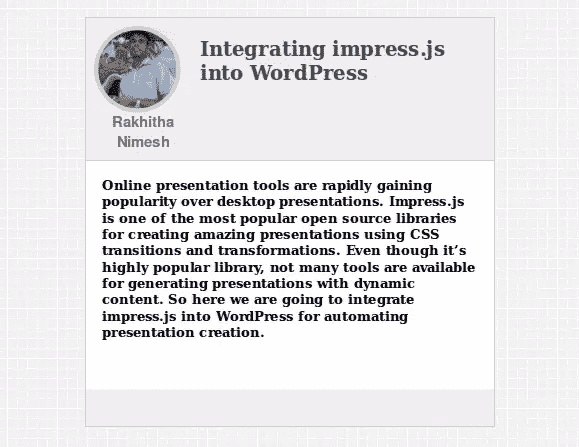 Integrating impress.js
into WordPress
Rakhitha
Nimesh
Online presentation tools are rapidly gaining
popularity over desktop presentations. Impress.js
is one of the most popular open source libraries
for creating amazing presentations using CSS
transitions and transformations. Even though it’s
highly popular library, not many tools are available
for generating presentations with dynamic
content. So here we are going to integrate
impress.js into WordPress for automating
presentation creation.